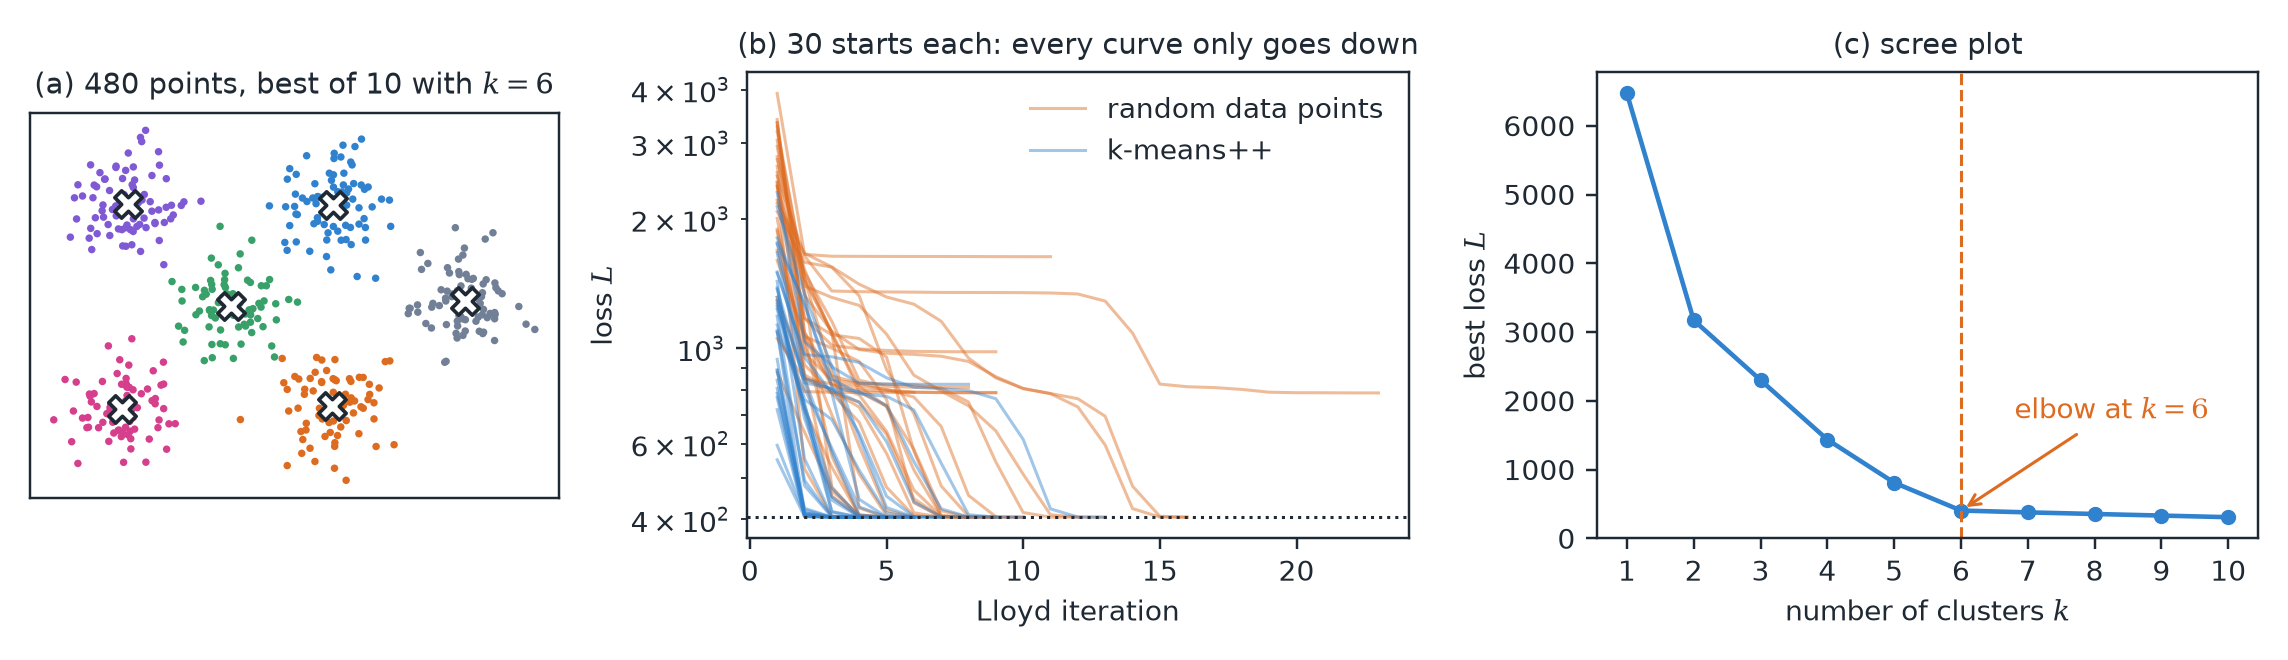 (a) 480 points, best of 10 with k = 6
(b) 30 starts each: every curve only goes down
4 × 10³
3 × 10³
2 × 10³
10³
6 × 10²
4 × 10²
loss L
random data points
k-means++
0 5 10 15 20
Lloyd iteration
(c) scree plot
6000
5000
4000
3000
2000
1000
0
best loss L
elbow at k = 6
1 2 3 4 5 6 7 8 9 10
number of clusters k